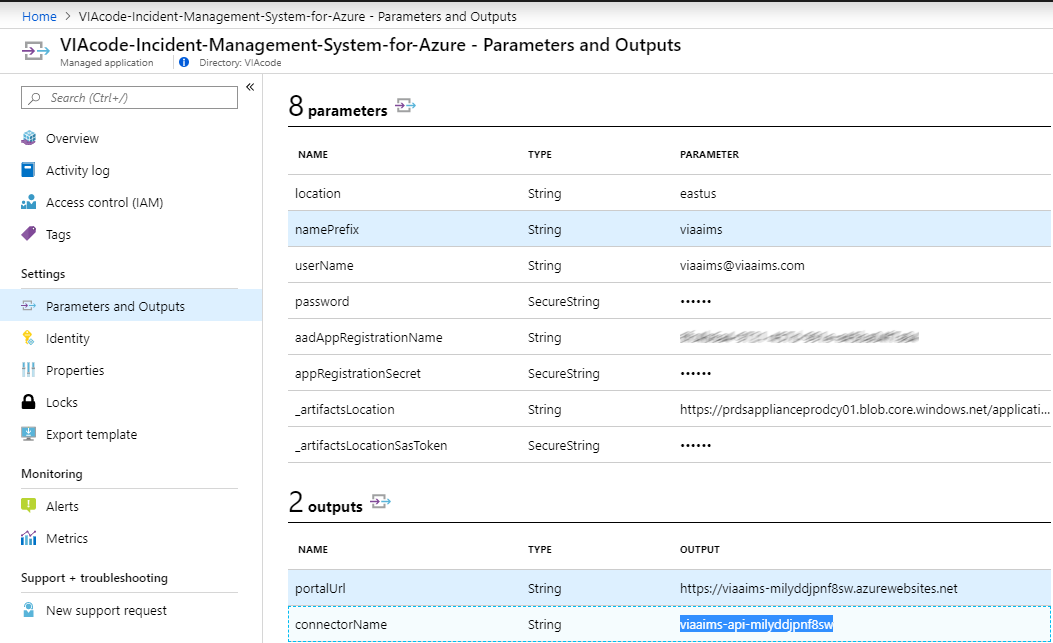 Home > VIAcode-Incident-Management-System-for-Azure - Parameters and Outputs
VIAcode-Incident-Management-System-for-Azure - Parameters and Outputs
Managed application
Directory: VIAcode
Search (Ctrl+/)
«
Overview
Activity log
Access control (IAM)
Tags
Settings
Parameters and Outputs
Identity
Properties
Locks
Export template
Monitoring
Alerts
Metrics
Support + troubleshooting
New support request
8 parameters
NAME TYPE PARAMETER
location String eastus
namePrefix String viaaims
userName String viaaims@viaaims.com
password SecureString ••••••
aadAppRegistrationName String
appRegistrationSecret SecureString ••••••
_artifactsLocation String https://prdsapplianceprodcy01.blob.core.windows.net/applicati...
_artifactsLocationSasToken SecureString ••••••
2 outputs
NAME TYPE OUTPUT
portalUrl String https://viaaims-milyddjpnf8sw.azurewebsites.net
connectorName String viaaims-api-milyddjpnf8sw